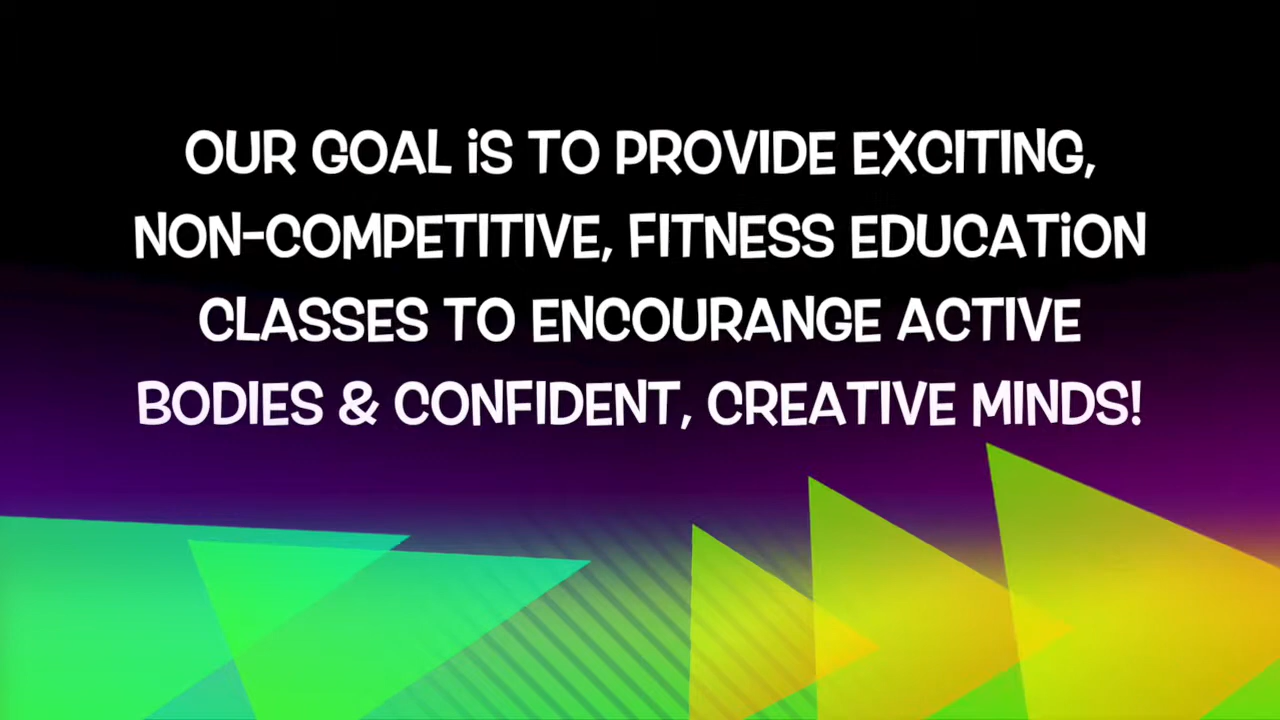 OUR GOAL iS TO PROVIDE EXCITING,
NON-COMPETITIVE, FITNESS EDUCATiON
CLASSES TO ENCOURANGE ACTIVE
BODIES & CONFIDENT, CREATIVE MINDS!